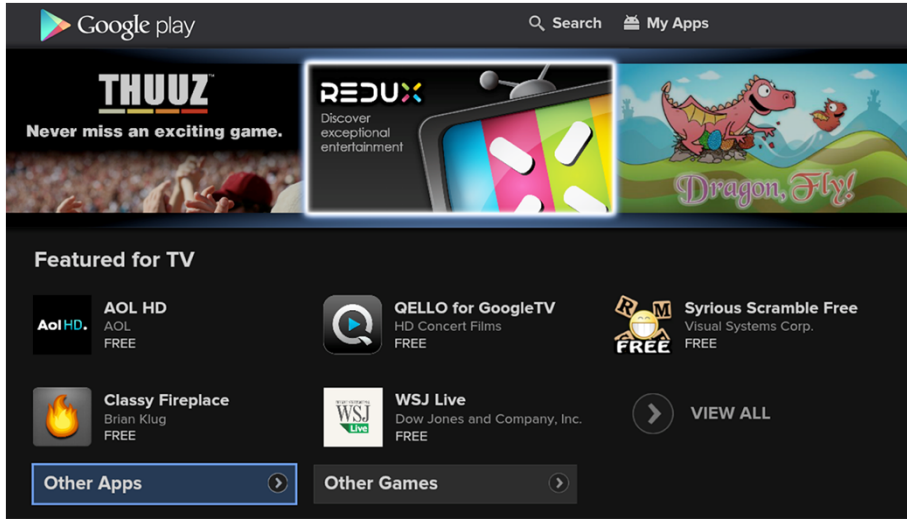 Google play
Search
My Apps
THUUZ™
Never miss an exciting game.
REDUX
Discover
exceptional
entertainment
Dragon, Fly!
Featured for TV
Aol HD.
AOL HD
AOL
FREE
QELLO for GoogleTV
HD Concert Films
FREE
R M
FREE
Syrious Scramble Free
Visual Systems Corp.
FREE
Classy Fireplace
Brian Klug
FREE
WSJ
Live
WSJ Live
Dow Jones and Company, Inc.
FREE
VIEW ALL
Other Apps
Other Games